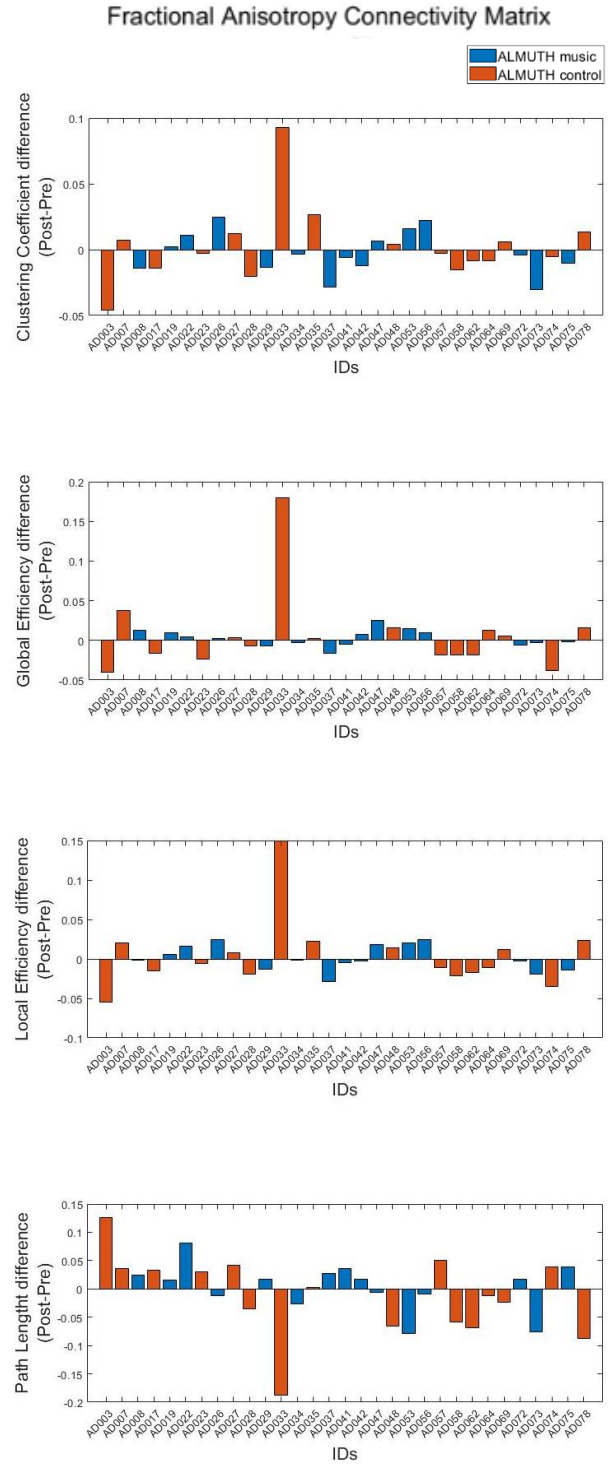 Fractional Anisotropy Connectivity Matrix
ALMUTH music
ALMUTH control
Clustering Coefficient difference
(Post-Pre)
0.1
0.05
0
-0.05
AD003 AD007 AD008 AD017 AD019 AD022 AD023 AD026 AD027 AD028 AD029 AD033 AD034 AD035 AD037 AD041 AD042 AD047 AD048 AD053 AD056 AD057 AD058 AD062 AD064 AD069 AD072 AD073 AD074 AD075 AD078
IDs
Global Efficiency difference
(Post-Pre)
0.2
0.15
0.1
0.05
0
-0.05
AD003 AD007 AD008 AD017 AD019 AD022 AD023 AD026 AD027 AD028 AD029 AD033 AD034 AD035 AD037 AD041 AD042 AD047 AD048 AD053 AD056 AD057 AD058 AD062 AD064 AD069 AD072 AD073 AD074 AD075 AD078
IDs
Local Efficiency difference
(Post-Pre)
0.15
0.1
0.05
0
-0.05
-0.1
AD003 AD007 AD008 AD017 AD019 AD022 AD023 AD026 AD027 AD028 AD029 AD033 AD034 AD035 AD037 AD041 AD042 AD047 AD048 AD053 AD056 AD057 AD058 AD062 AD064 AD069 AD072 AD073 AD074 AD075 AD078
IDs
Path Lenght difference
(Post-Pre)
0.15
0.1
0.05
0
-0.05
-0.1
-0.15
-0.2
AD003 AD007 AD008 AD017 AD019 AD022 AD023 AD026 AD027 AD028 AD029 AD033 AD034 AD035 AD037 AD041 AD042 AD047 AD048 AD053 AD056 AD057 AD058 AD062 AD064 AD069 AD072 AD073 AD074 AD075 AD078
IDs